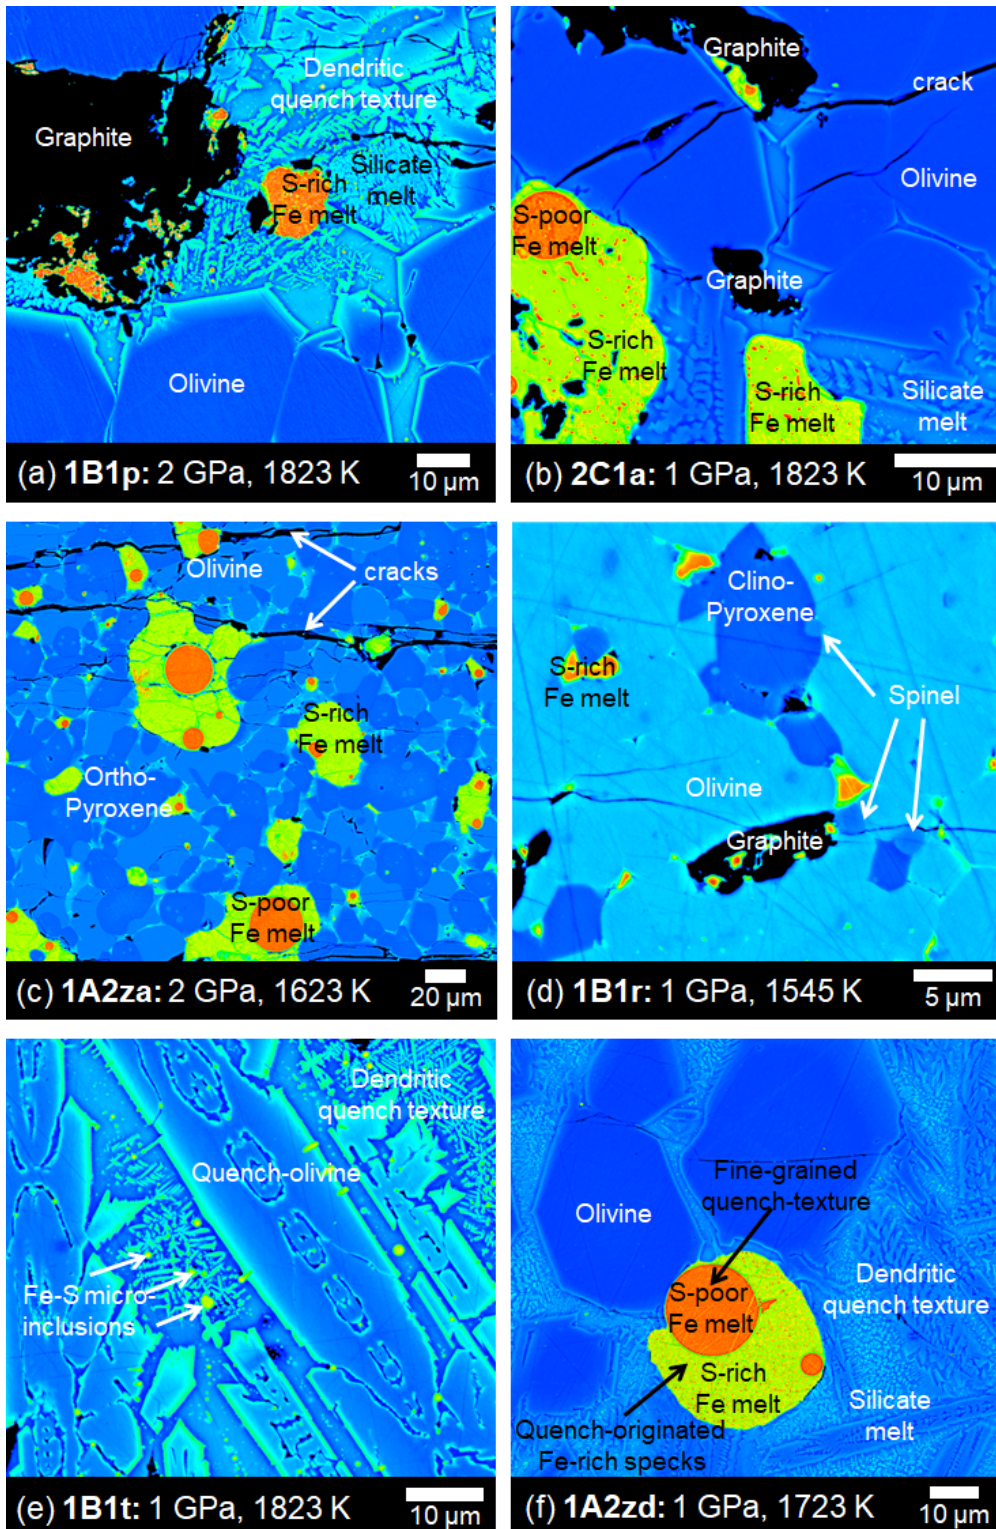 Dendritic
quench texture
Graphite
Silicate
melt
S-rich
Fe melt
Olivine
(a) 1B1p: 2 GPa, 1823 K
10 µm
Graphite
crack
Olivine
S-poor
Fe melt
Graphite
S-rich
Fe melt
S-rich
Fe melt
Silicate
melt
(b) 2C1a: 1 GPa, 1823 K
10 µm
Olivine
cracks
S-rich
Fe melt
Ortho-
Pyroxene
S-poor
Fe melt
(c) 1A2za: 2 GPa, 1623 K
20 µm
Clino-
Pyroxene
S-rich
Fe melt
Spinel
Olivine
Graphite
(d) 1B1r: 1 GPa, 1545 K
5 µm
Dendritic
quench texture
Quench-olivine
Fe-S micro-
inclusions
(e) 1B1t: 1 GPa, 1823 K
10 µm
Fine-grained
quench-texture
Olivine
Dendritic
quench texture
S-poor
Fe melt
S-rich
Fe melt
Silicate
melt
Quench-originated
Fe-rich specks
(f) 1A2zd: 1 GPa, 1723 K
10 µm